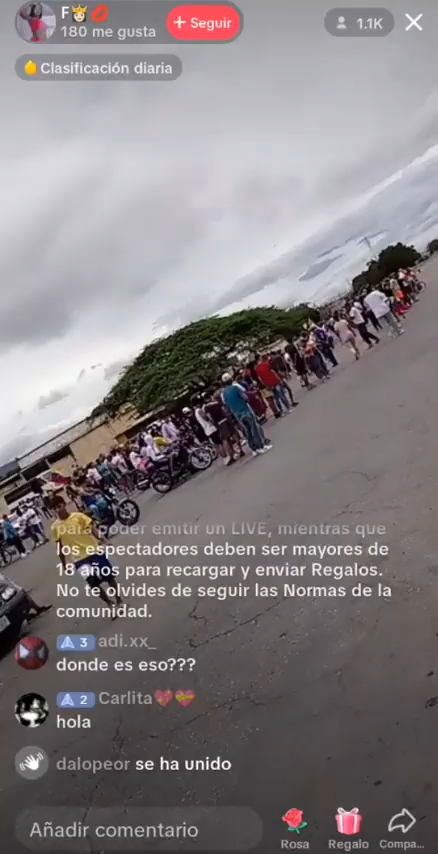 F👸💋
180 me gusta
+ Seguir
1.1K
Clasificación diaria
para poder emitir un LIVE, mientras que
los espectadores deben ser mayores de
18 años para recargar y enviar Regalos.
No te olvides de seguir las Normas de la
comunidad.
3 adi.xx_
donde es eso???
2 Carlita💖💝
hola
dalopeor se ha unido
Añadir comentario
Rosa
Regalo
Compa...